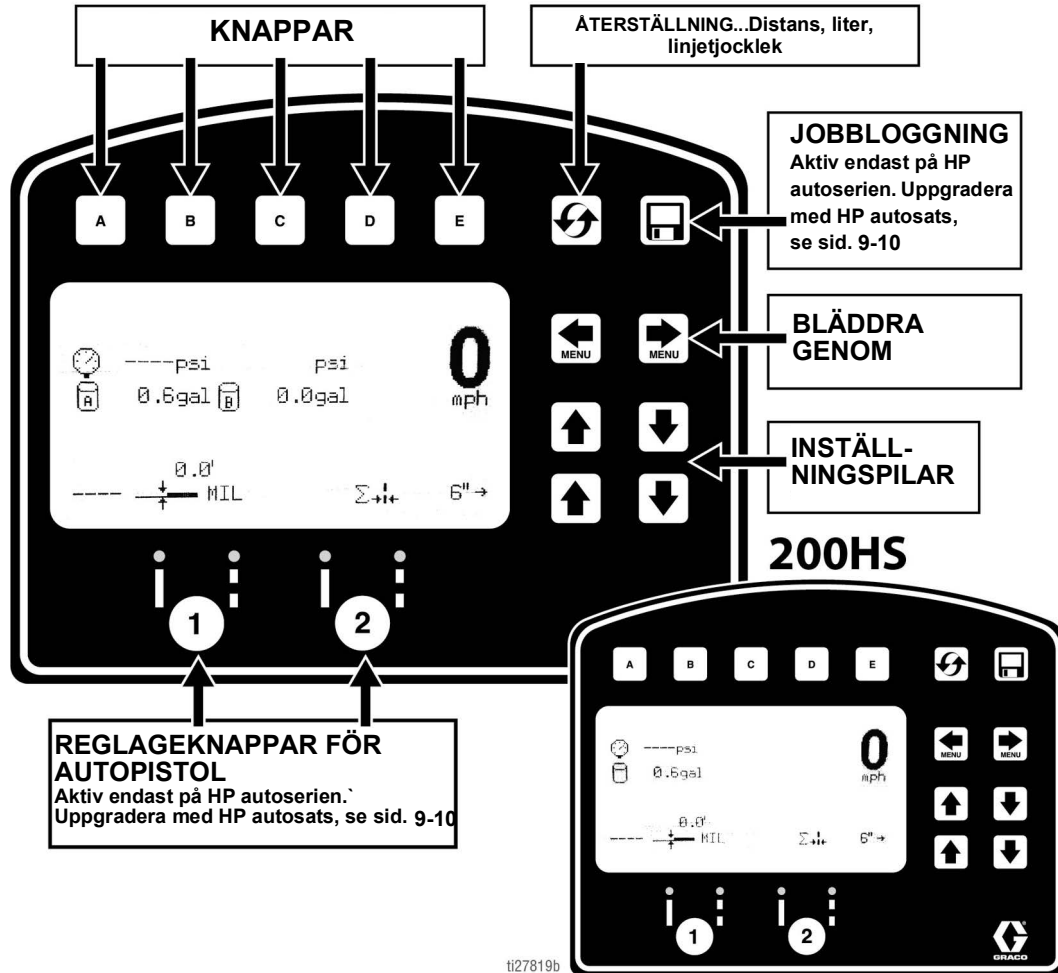 KNAPPAR
ÅTERSTÄLLNING...Distans, liter,
linjetjocklek
JOBBLOGGNING
Aktiv endast på HP
autoserien. Uppgradera
med HP autosats,
se sid. 9-10
A B C D E
MENU MENU
BLÄDDRA
GENOM
----psi psi
0
A 0.6gal B 0.0gal
mph
INSTÄLL-
NINGSPILAR
0.0'
---- MIL Σ 6"→
1 2
200HS
REGLAGEKNAPPAR FÖR
AUTOPISTOL
Aktiv endast på HP autoserien.`
Uppgradera med HP autosats, se sid. 9-10
A B C D E
----psi
0
0.6gal
mph
MENU MENU
0.0'
---- MIL Σ 6"→
1 2
GRACO
ti27819b